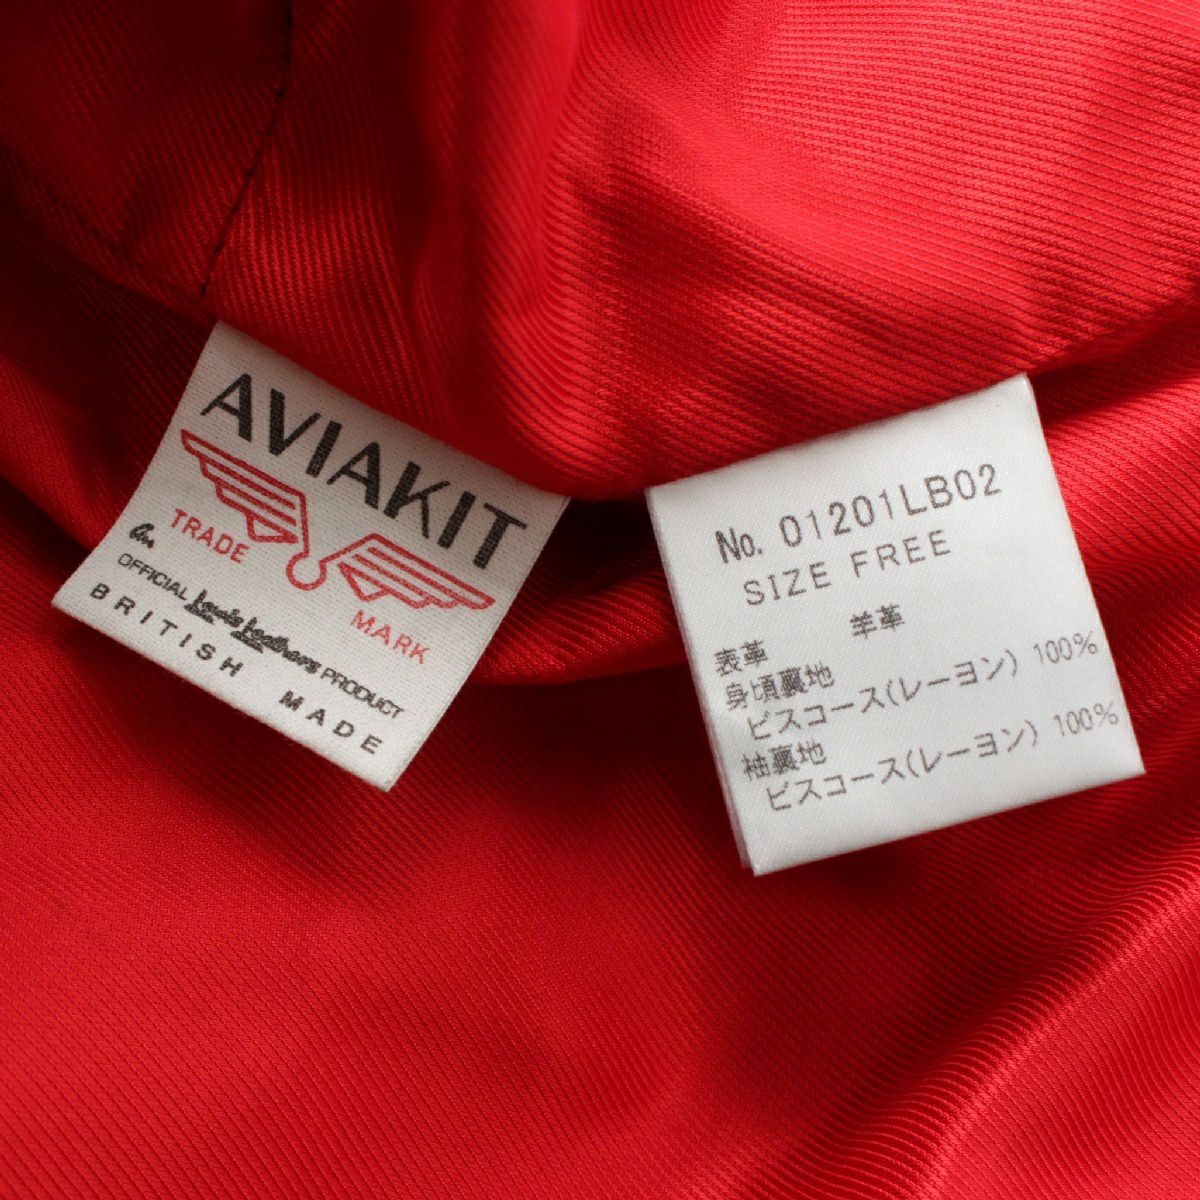 AVIAKIT
TRADE MARK
an
OFFICIAL Lewis Leathers PRODUCT
BRITISH MADE
No. 01201LB02
SIZE FREE
表革 羊革
身頃裏地
ビスコース(レーヨン) 100%
袖裏地
ビスコース(レーヨン) 100%